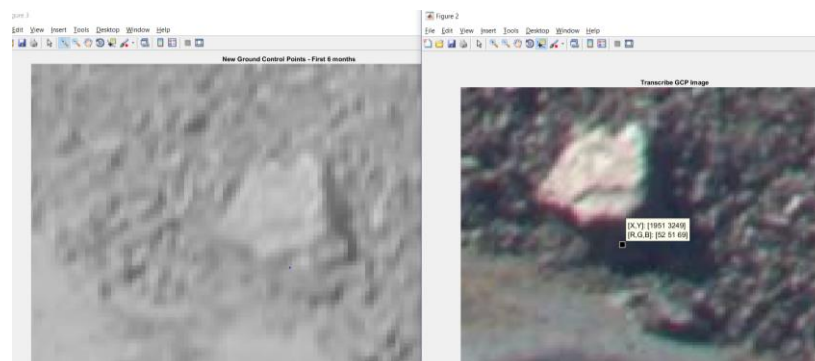 File Edit View Insert Tools Desktop Window Help
New Ground Control Points - First 6 months
Figure 2
File Edit View Insert Tools Desktop Window Help
Transcribe GCP Image
[X,Y]: [1951 3249]
[R,G,B]: [52 51 69]